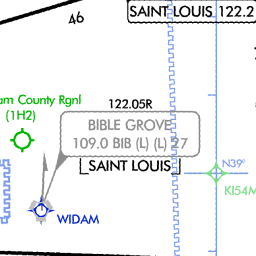 46
SAINT LOUIS 122.2
am County Rgnl
(1H2)
122.05R
BIBLE GROVE
109.0 BIB (L) (L) 27
SAINT LOUIS
N39°
KI54M
WIDAM